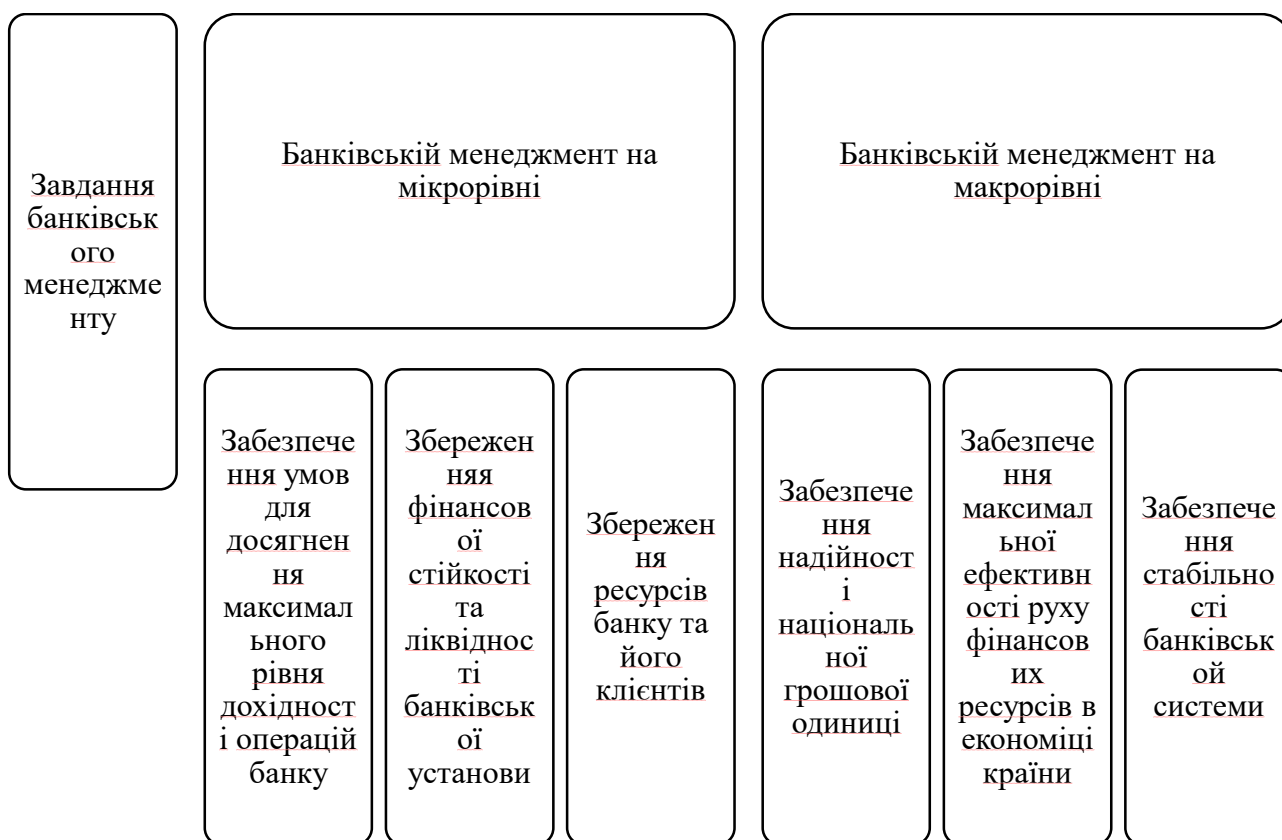 Завдання
банківськ
ого
менеджме
нту
Банківській менеджмент на
мікрорівні
Банківській менеджмент на
макрорівні
Забезпече
ння умов
для
досягнен
ня
максимал
ьного
рівня
дохідност
і операцій
банку
Збережен
няя
фінансов
ої
стійкості
та
ліквіднос
ті
банківськ
ої
установи
Збережен
ня
ресурсів
банку та
його
клієнтів
Забезпече
ння
надійност
і
національ
ної
грошової
одиниці
Забезпече
ння
максимал
ьної
ефективн
ості руху
фінансов
их
ресурсів в
економіці
країни
Забезпече
ння
стабільно
сті
банківськ
ой
системи